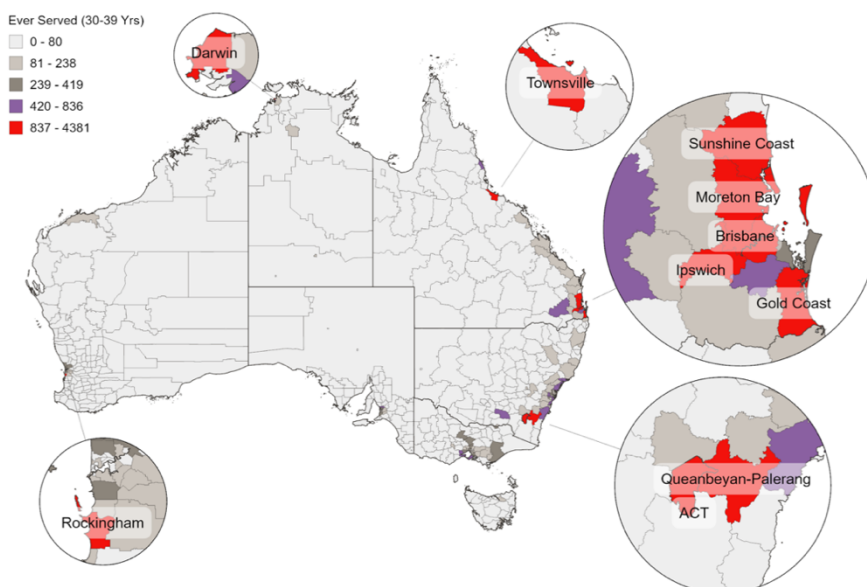 Ever Served (30-39 Yrs)
0 - 80
81 - 238
239 - 419
420 - 836
837 - 4381
Darwin
Townsville
Sunshine Coast
Moreton Bay
Brisbane
Ipswich
Gold Coast
Queanbeyan-Palerang
ACT
Rockingham